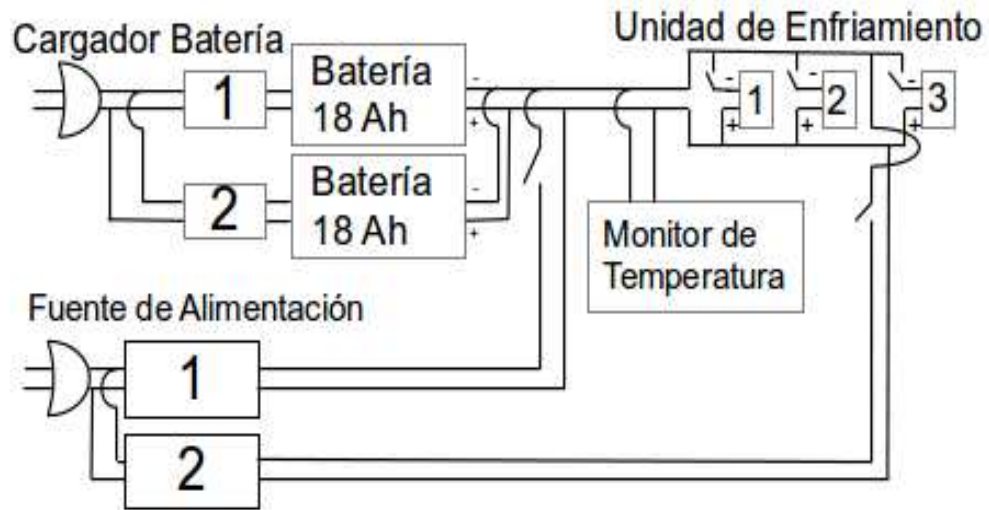 Cargador Batería
Unidad de Enfriamiento
1
Batería
18 Ah
-
+
2
Batería
18 Ah
-
+
-
+
1
-
+
2
-
+
3
Monitor de
Temperatura
Fuente de Alimentación
1
2